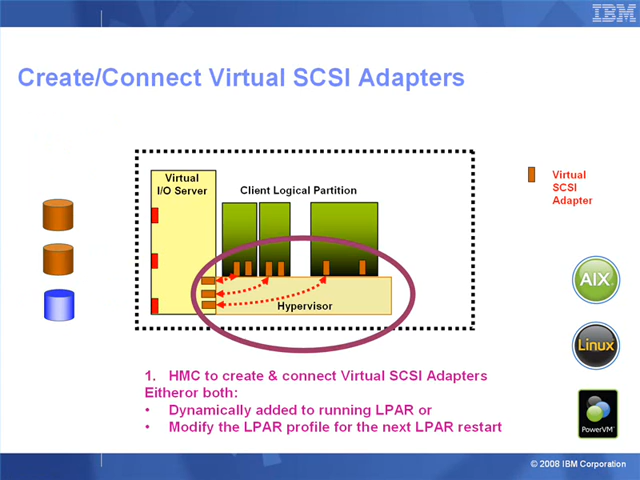 IBM
Create/Connect Virtual SCSI Adapters
Virtual
I/O Server
Client Logical Partition
Virtual
SCSI
Adapter
AIX
Hypervisor
Linux
1. HMC to create & connect Virtual SCSI Adapters
Eitheror both:
• Dynamically added to running LPAR or
• Modify the LPAR profile for the next LPAR restart
PowerVM
© 2008 IBM Corporation